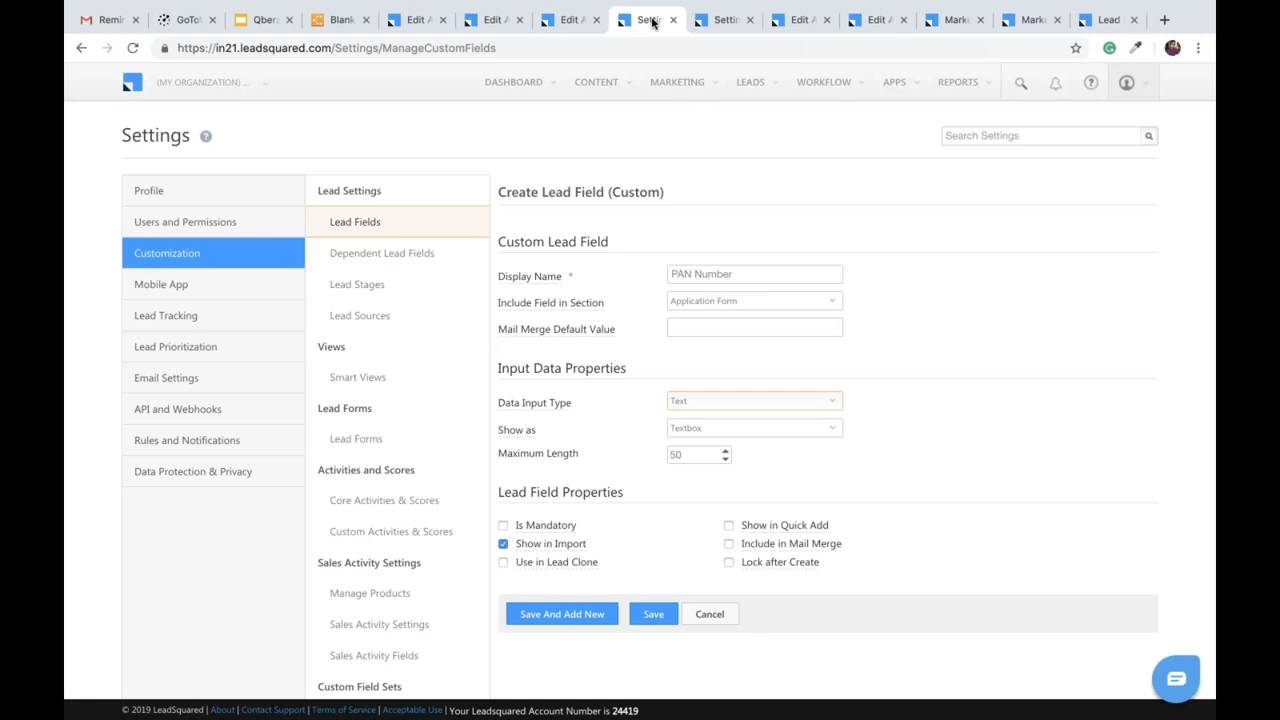 Remin
GoTo
Qbera
Blank
Edit A
Edit A
Edit A
Settin
Settin
Edit A
Edit A
Marke
Marke
Lead
https://in21.leadsquared.com/Settings/ManageCustomFields
(MY ORGANIZATION) ...
DASHBOARD
CONTENT
MARKETING
LEADS
WORKFLOW
APPS
REPORTS
Settings
Search Settings
Profile
Users and Permissions
Customization
Mobile App
Lead Tracking
Lead Prioritization
Email Settings
API and Webhooks
Rules and Notifications
Data Protection & Privacy
Lead Settings
Lead Fields
Dependent Lead Fields
Lead Stages
Lead Sources
Views
Smart Views
Lead Forms
Lead Forms
Activities and Scores
Core Activities & Scores
Custom Activities & Scores
Sales Activity Settings
Manage Products
Sales Activity Settings
Sales Activity Fields
Custom Field Sets
Create Lead Field (Custom)
Custom Lead Field
Display Name * PAN Number
Include Field in Section Application Form
Mail Merge Default Value
Input Data Properties
Data Input Type Text
Show as Textbox
Maximum Length 50
Lead Field Properties
Is Mandatory Show in Quick Add
Show in Import Include in Mail Merge
Use in Lead Clone Lock after Create
Save And Add New Save Cancel
© 2019 LeadSquared | About | Contact Support | Terms of Service | Acceptable Use | Your Leadsquared Account Number is 24419